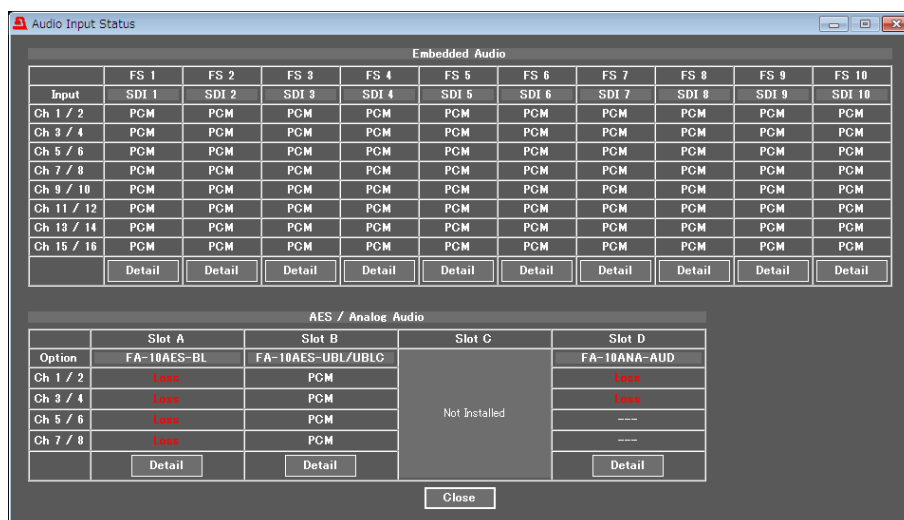 Audio Input Status
Embedded Audio
FS 1 FS 2 FS 3 FS 4 FS 5 FS 6 FS 7 FS 8 FS 9 FS 10
Input SDI 1 SDI 2 SDI 3 SDI 4 SDI 5 SDI 6 SDI 7 SDI 8 SDI 9 SDI 10
Ch 1 / 2 PCM PCM PCM PCM PCM PCM PCM PCM PCM PCM
Ch 3 / 4 PCM PCM PCM PCM PCM PCM PCM PCM PCM PCM
Ch 5 / 6 PCM PCM PCM PCM PCM PCM PCM PCM PCM PCM
Ch 7 / 8 PCM PCM PCM PCM PCM PCM PCM PCM PCM PCM
Ch 9 / 10 PCM PCM PCM PCM PCM PCM PCM PCM PCM PCM
Ch 11 / 12 PCM PCM PCM PCM PCM PCM PCM PCM PCM PCM
Ch 13 / 14 PCM PCM PCM PCM PCM PCM PCM PCM PCM PCM
Ch 15 / 16 PCM PCM PCM PCM PCM PCM PCM PCM PCM PCM
Detail Detail Detail Detail Detail Detail Detail Detail Detail Detail
AES / Analog Audio
Slot A Slot B Slot C Slot D
Option FA-10AES-BL FA-10AES-UBL/UBLC FA-10ANA-AUD
Ch 1 / 2 Loss PCM Loss
Ch 3 / 4 Loss PCM Loss
Not Installed
Ch 5 / 6 Loss PCM ---
Ch 7 / 8 Loss PCM ---
Detail Detail Detail
Close